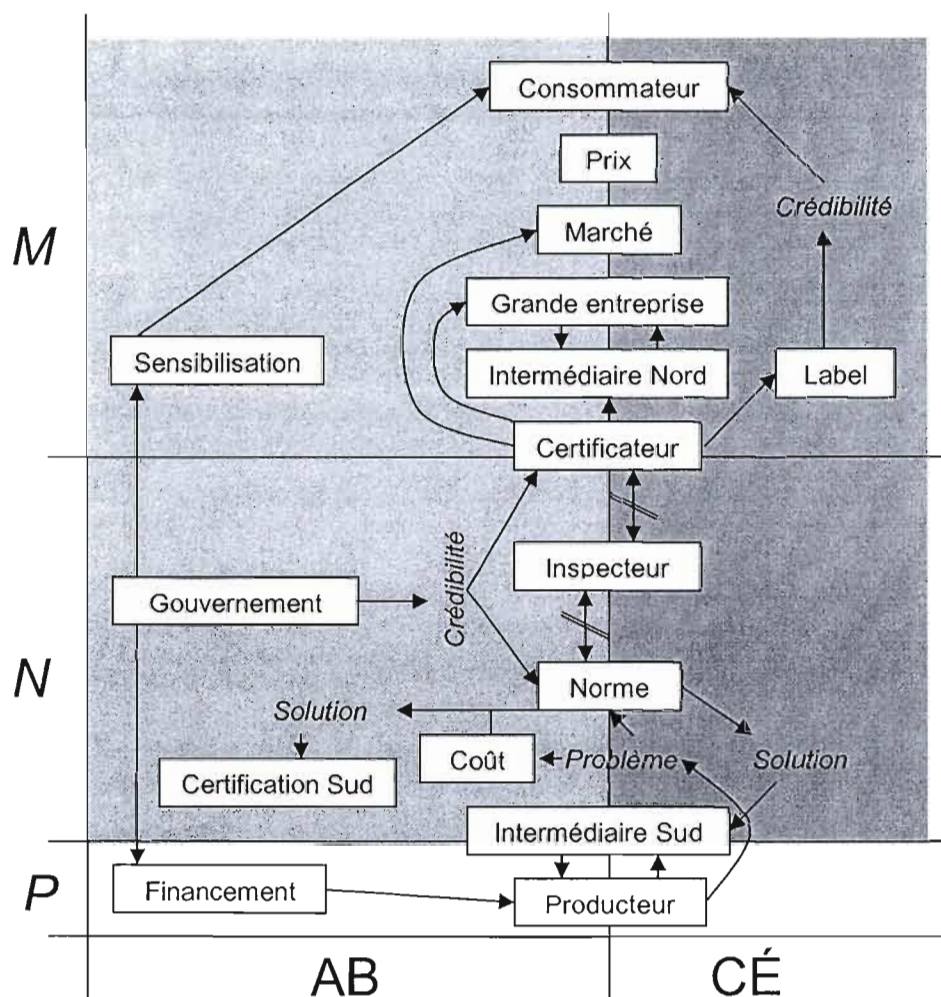 Consommateur
Prix
Crédibilité
M
Marché
Grande entreprise
Sensibilisation
Intermédiaire Nord
Label
Certificateur
Crédibilité
Inspecteur
Gouvernement
N
Norme
Solution
Coût
Problème
Solution
Certification Sud
Intermédiaire Sud
P
Financement
Producteur
AB
CÉ